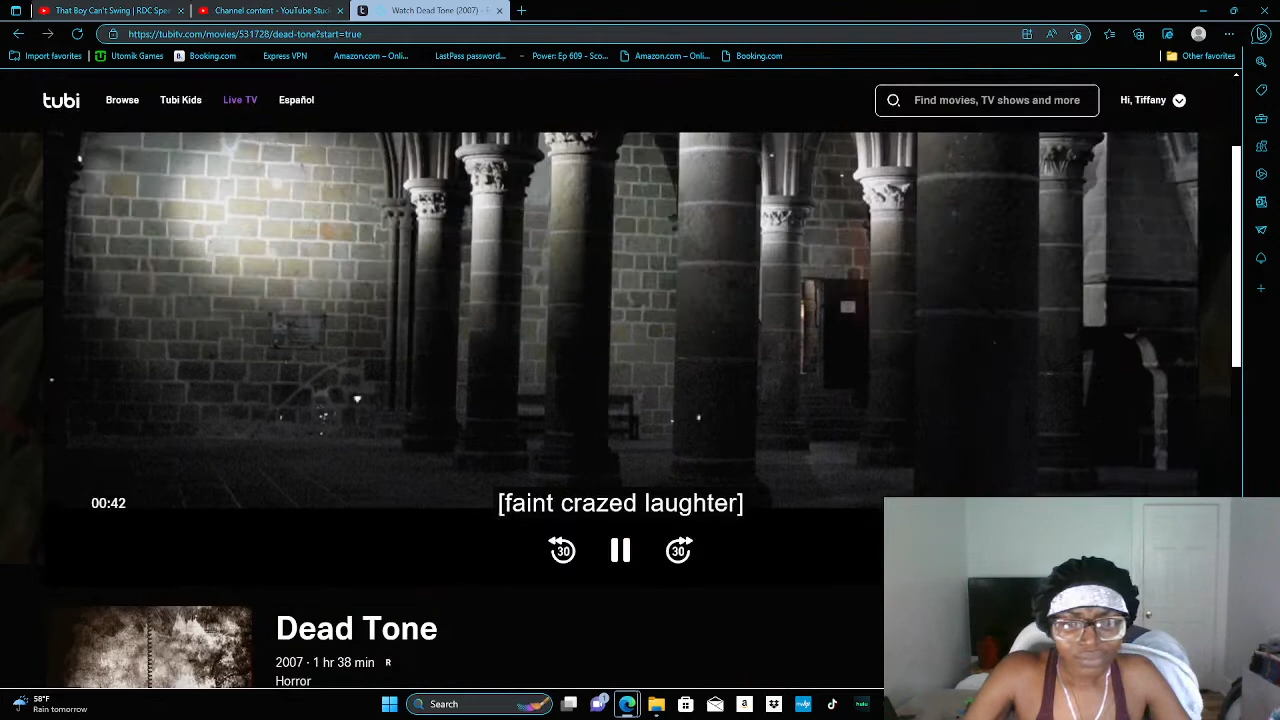 That Boy Can't Swing | RDC Spor
Channel content - YouTube Studi
Watch Dead Tone (2007) - 
https://tubitv.com/movies/531728/dead-tone?start=true
Import favorites
Utomik Games
B. Booking.com
Express VPN
Amazon.com – Onli...
LastPass password...
Power: Ep 609 - Sco...
Amazon.com – Onli...
Booking.com
Other favorites
tubi
Browse
Tubi Kids
Live TV
Español
Find movies, TV shows and more
Hi, Tiffany
00:42
[faint crazed laughter]
30
30
Dead Tone
2007 · 1 hr 38 min R
Horror
58°F
Rain tomorrow
Search
hulu